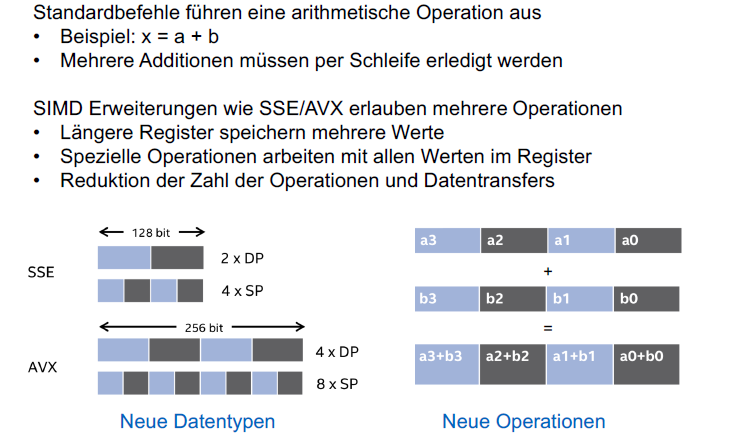 Standardbefehle führen eine arithmetische Operation aus
• Beispiel: x = a + b
• Mehrere Additionen müssen per Schleife erledigt werden
SIMD Erweiterungen wie SSE/AVX erlauben mehrere Operationen
• Längere Register speichern mehrere Werte
• Spezielle Operationen arbeiten mit allen Werten im Register
• Reduktion der Zahl der Operationen und Datentransfers
128 bit
SSE
2 x DP
4 x SP
256 bit
AVX
4 x DP
8 x SP
Neue Datentypen
a3 a2 a1 a0
+
b3 b2 b1 b0
=
a3+b3 a2+b2 a1+b1 a0+b0
Neue Operationen